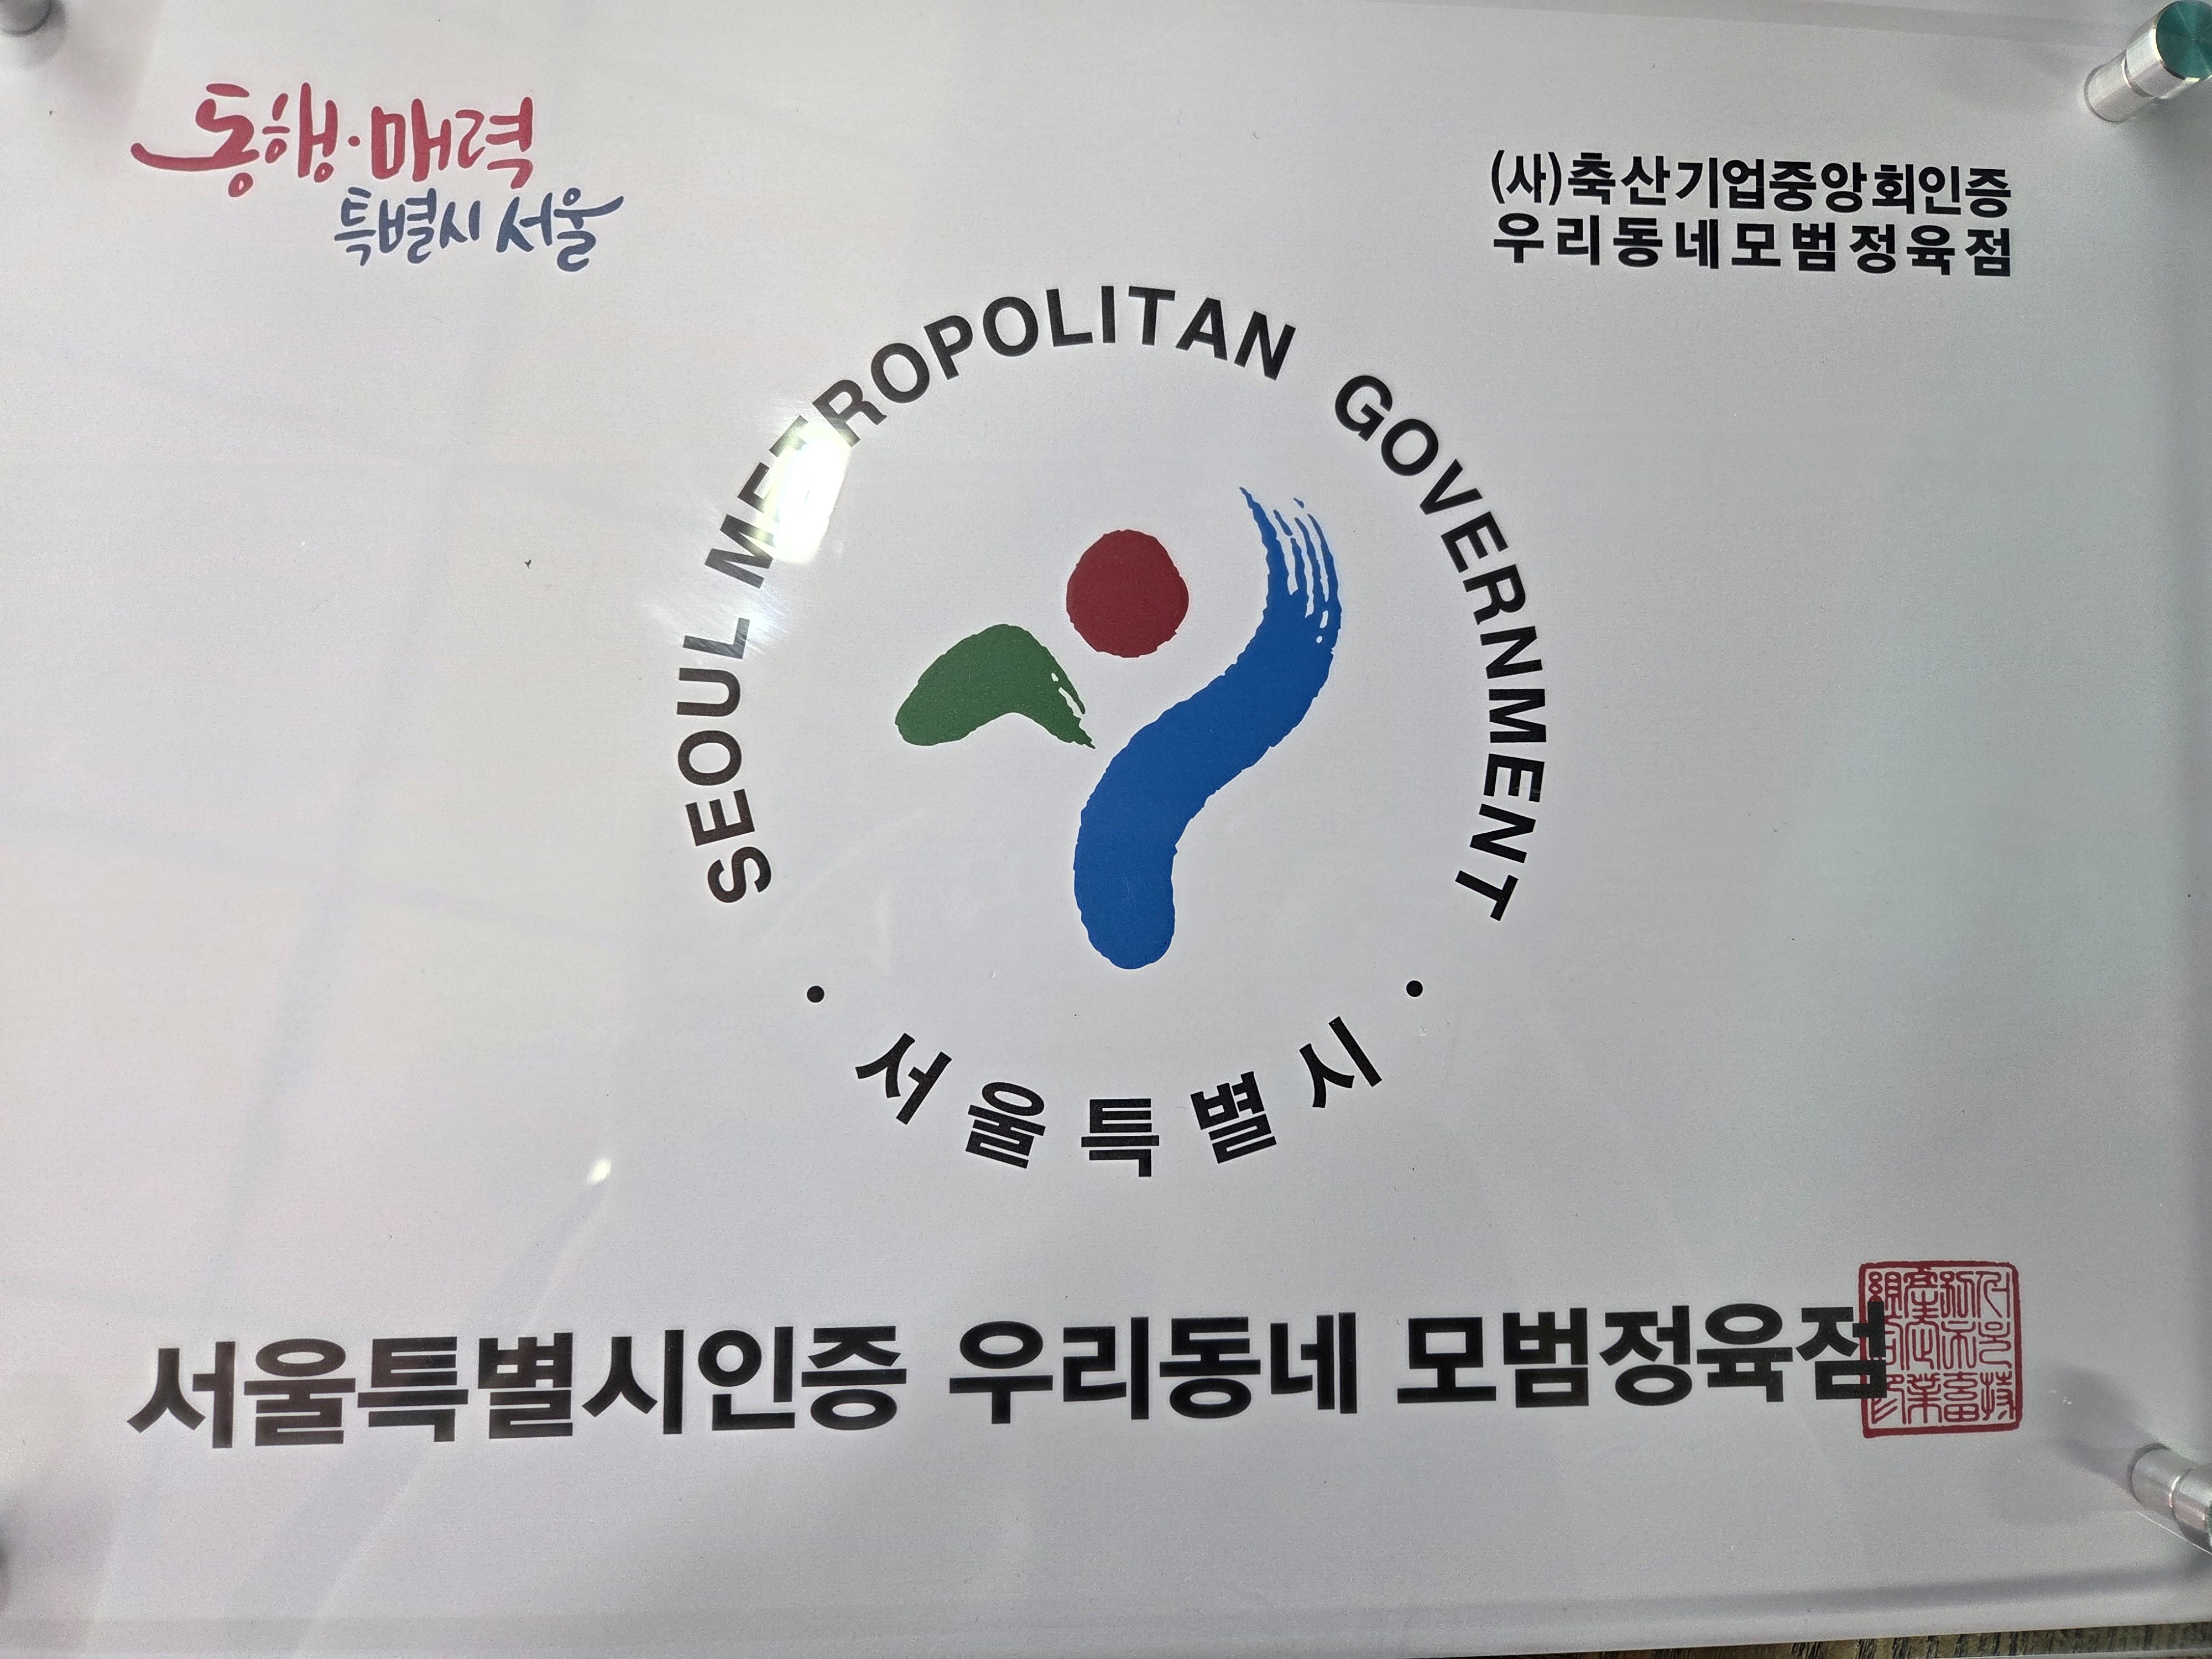 동행·매력
특별시 서울
(사)축산기업중앙회인증
우리동네모범정육점
SEOUL METROPOLITAN GOVERNMENT
· 서울특별시 ·
서울특별시인증 우리동네 모범정육점